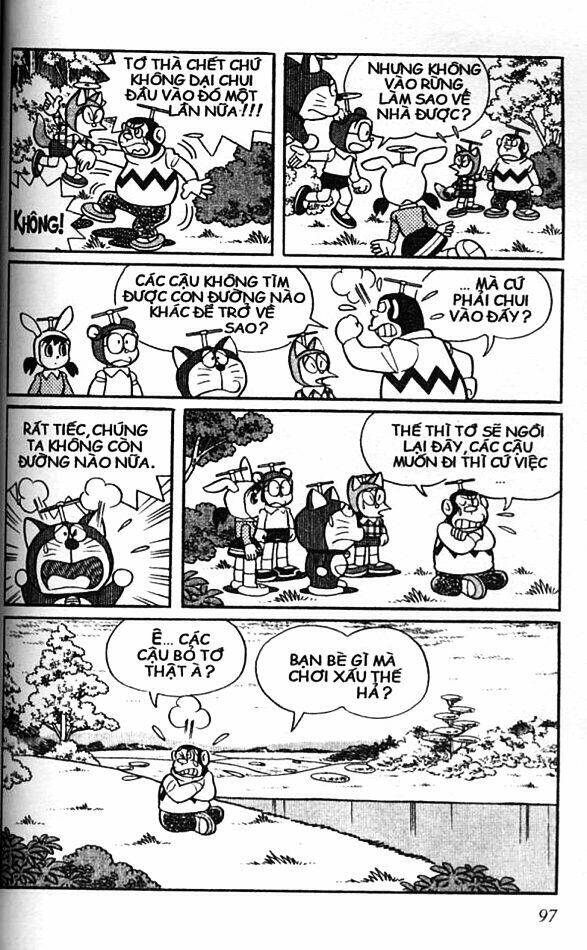 TỚ THÀ CHẾT CHỨ
KHÔNG DẠI CHUI
ĐẦU VÀO ĐÓ MỘT
LẦN NỮA!!!
KHÔNG!
NHƯNG KHÔNG
VÀO RỪNG
LÀM SAO VỀ
NHÀ ĐƯỢC?
CÁC CẬU KHÔNG TÌM
ĐƯỢC CON ĐƯỜNG NÀO
KHÁC ĐỂ TRỞ VỀ
SAO?
... MÀ CỨ
PHẢI CHUI
VÀO ĐẤY?
RẤT TIẾC, CHÚNG
TA KHÔNG CÒN
ĐƯỜNG NÀO NỮA.
THẾ THÌ TỚ SẼ NGỒI
LẠI ĐÂY, CÁC CẬU
MUỐN ĐI THÌ CỨ VIỆC
...
Ê... CÁC
CẬU BỎ TỚ
THẬT À?
BẠN BÈ GÌ MÀ
CHƠI XẤU THẾ
HẢ?
97